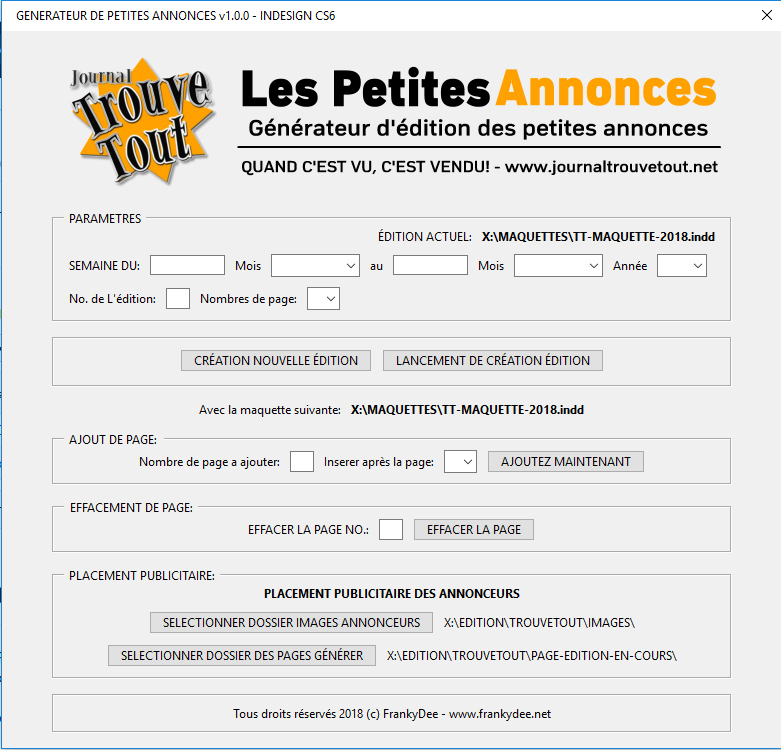 GENERATEUR DE PETITES ANNONCES v1.0.0 - INDESIGN CS6
Journal
Trouve
Tout
Les Petites Annonces
Générateur d'édition des petites annonces
QUAND C'EST VU, C'EST VENDU! - www.journaltrouvetout.net
PARAMETRES
ÉDITION ACTUEL: X:\MAQUETTES\TT-MAQUETTE-2018.indd
SEMAINE DU: Mois au Mois Année
No. de L'édition: Nombres de page:
CRÉATION NOUVELLE ÉDITION LANCEMENT DE CRÉATION ÉDITION
Avec la maquette suivante: X:\MAQUETTES\TT-MAQUETTE-2018.indd
AJOUT DE PAGE:
Nombre de page a ajouter: Inserer après la page: AJOUTEZ MAINTENANT
EFFACEMENT DE PAGE:
EFFACER LA PAGE NO.: EFFACER LA PAGE
PLACEMENT PUBLICITAIRE:
PLACEMENT PUBLICITAIRE DES ANNONCEURS
SELECTIONNER DOSSIER IMAGES ANNONCEURS X:\EDITION\TROUVETOUT\IMAGES\
SELECTIONNER DOSSIER DES PAGES GÉNÉRER X:\EDITION\TROUVETOUT\PAGE-EDITION-EN-COURS\
Tous droits réservés 2018 (c) FrankyDee - www.frankydee.net